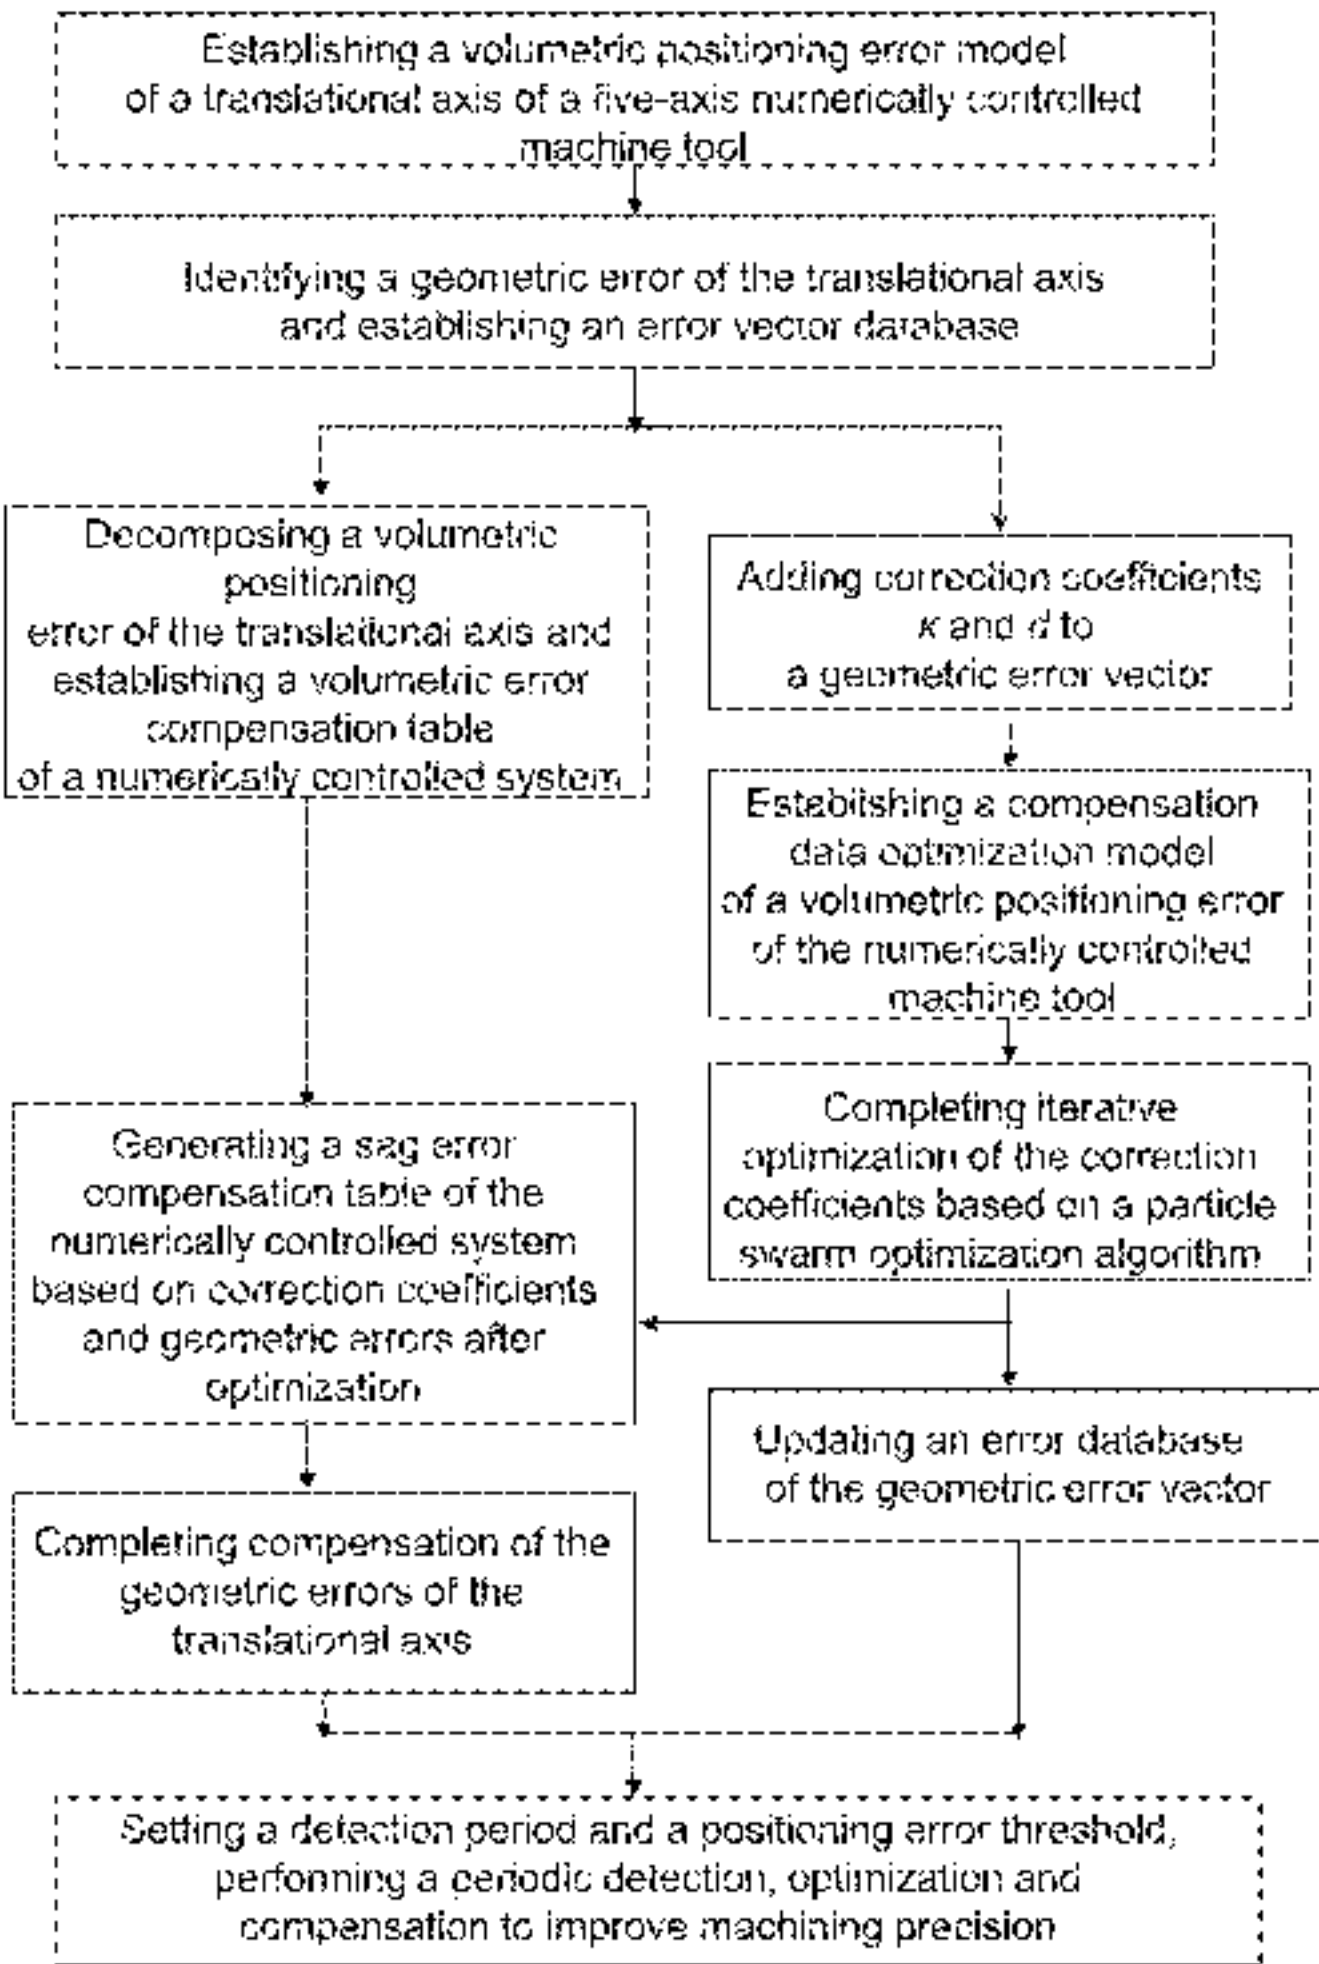 Establishing a volumetric positioning error model
of a translational axis of a five-axis numerically controlled
machine tool
Identifying a geometric error of the translational axis
and establishing an error vector database
Decomposing a volumetric
positioning
error of the translational axis and
establishing a volumetric error
compensation table
of a numerically controlled system
Adding correction coefficients
κ and d to
a geometric error vector
Establishing a compensation
data optimization model
of a volumetric positioning error
of the numerically controlled
machine tool
Completing iterative
optimization of the correction
coefficients based on a particle
swarm optimization algorithm
Generating a sag error
compensation table of the
numerically controlled system
based on correction coefficients
and geometric errors after
optimization
Updating an error database
of the geometric error vector
Completing compensation of the
geometric errors of the
translational axis
Setting a detection period and a positioning error threshold,
performing a periodic detection, optimization and
compensation to improve machining precision